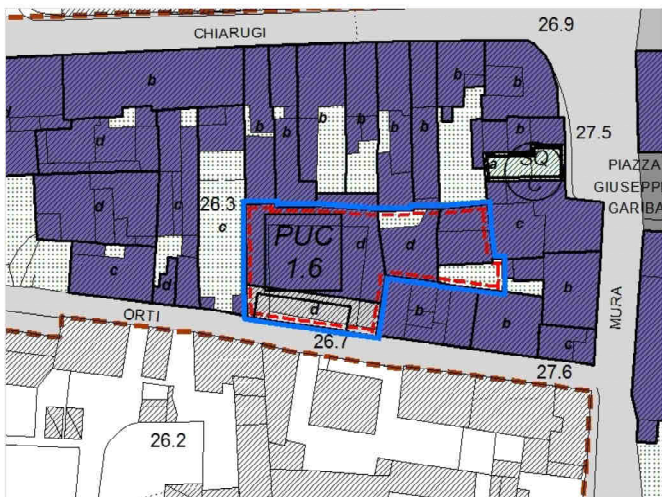 26.9
CHIARUGI
b
b
b
b
b
b
b
b
b
d
27.5
a
SQ
C
PIAZZA
GIUSEPPE
GARIBA
26.3
d
c
c
PUC
1.6
d
d
c
d
d
b
b
b
c
ORTI
26.7
MURA
27.6
26.2